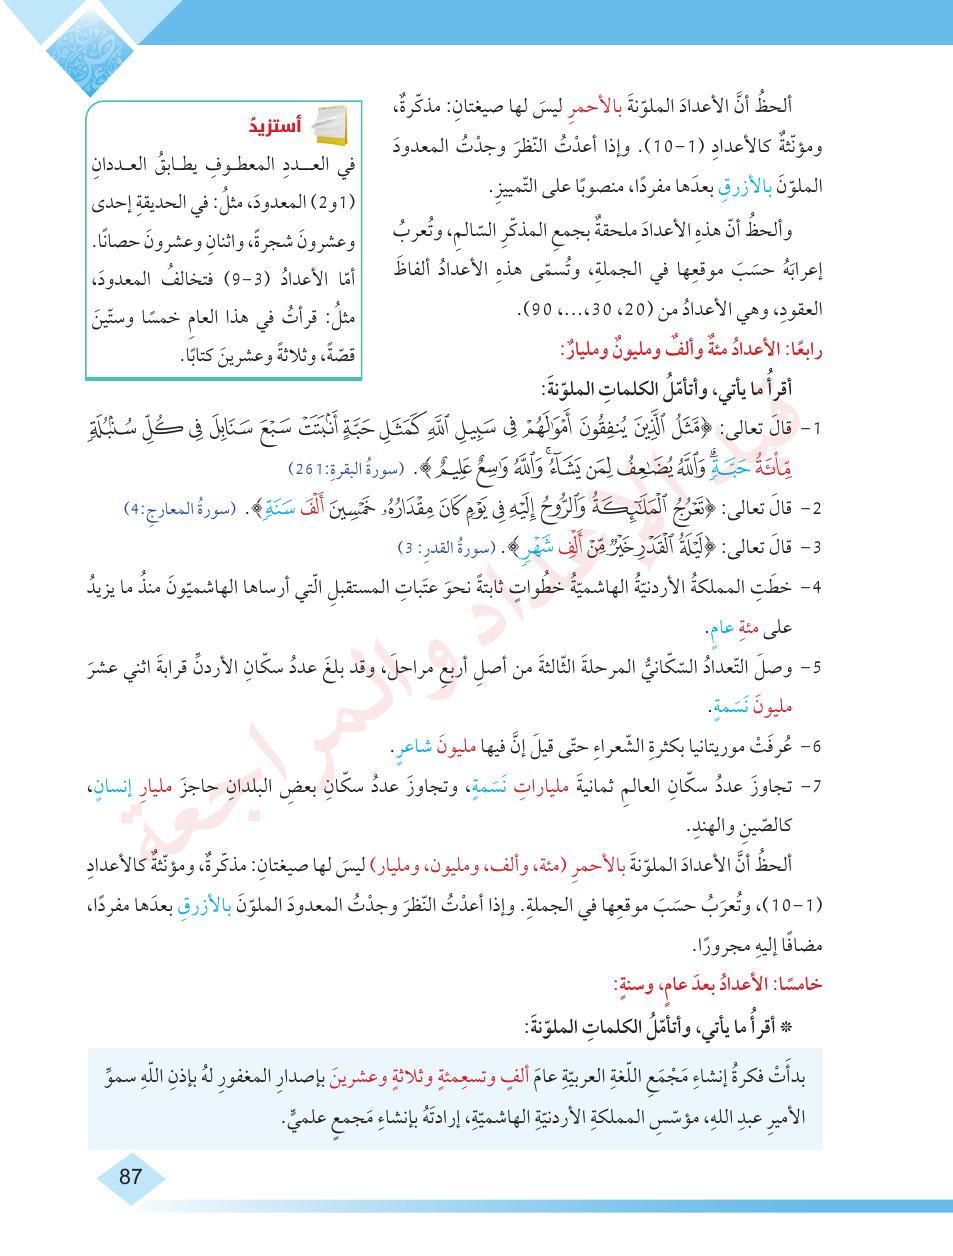 ألحظُ أنَّ الأعدادَ الملوّنةَ بالأحمرِ ليسَ لها صيغتانِ: مذكّرةٌ،
ومؤنّثةٌ كالأعدادِ (1-10). وإذا أعدْتُ النّظرَ وجدْتُ المعدودَ
الملوّنَ بالأزرقِ بعدَها مفردًا، منصوبًا على التّمييزِ.
وألحظُ أنّ هذهِ الأعدادَ ملحقةٌ بجمعِ المذكّرِ السّالمِ، وتُعربُ
إعرابَهُ حسَبَ موقعِها في الجملةِ، وتُسمّى هذهِ الأعدادُ ألفاظَ
العقودِ، وهي الأعدادُ من (20، 30،...، 90).
أستزيدُ
في العــددِ المعطــوفِ يطــابقُ العــددانِ
(1و2) المعدودَ، مثلُ: في الحديقةِ إحدى
وعشرونَ شجرةً، واثنانِ وعشرونَ حصانًا.
أمّا الأعدادُ (3-9) فتخالفُ المعدودَ،
مثلُ: قرأتُ في هذا العامِ خمسًا وستّينَ
قصّةً، وثلاثةً وعشرينَ كتابًا.
رابعًا: الأعدادُ مئةٌ وألفٌ ومليونٌ ومليارٌ:
أقرأُ ما يأتي، وأتأمّلُ الكلماتِ الملوّنةَ:
1- قالَ تعالى: ﴿مَّثَلُ ٱلَّذِينَ يُنفِقُونَ أَمْوَٰلَهُمْ فِى سَبِيلِ ٱللَّهِ كَمَثَلِ حَبَّةٍ أَنۢبَتَتْ سَبْعَ سَنَابِلَ فِى كُلِّ سُنۢبُلَةٍ
مِّا۟ئَةُ حَبَّةٍ ۗ وَٱللَّهُ يُضَٰعِفُ لِمَن يَشَآءُ ۚ وَٱللَّهُ وَٰسِعٌ عَلِيمٌ﴾. (سورةُ البقرةِ:261)
2- قالَ تعالى: ﴿تَعْرُجُ ٱلْمَلَٰٓئِكَةُ وَٱلرُّوحُ إِلَيْهِ فِى يَوْمٍ كَانَ مِقْدَارُهُۥ خَمْسِينَ أَلْفَ سَنَةٍ﴾. (سورةُ المعارجِ:4)
3- قالَ تعالى: ﴿لَيْلَةُ ٱلْقَدْرِ خَيْرٌ مِّنْ أَلْفِ شَهْرٍ﴾. (سورةُ القدرِ: 3)
4- خطَتِ المملكةُ الأردنيّةُ الهاشميّةُ خطُواتٍ ثابتةً نحوَ عتَباتِ المستقبلِ الّتي أرساها الهاشميّونَ منذُ ما يزيدُ
على مئةِ عامٍ.
5- وصلَ التّعدادُ السّكّانيُّ المرحلةَ الثّالثةَ من أصلِ أربعِ مراحلَ، وقد بلغَ عددُ سكّانِ الأردنِّ قرابةَ اثني عشرَ
مليونَ نَسَمةٍ.
6- عُرفَتْ موريتانيا بكثرةِ الشّعراءِ حتّى قيلَ إنَّ فيها مليونَ شاعرٍ.
7- تجاوزَ عددُ سكّانِ العالمِ ثمانيةَ ملياراتِ نَسَمةٍ، وتجاوزَ عددُ سكّانِ بعضِ البلدانِ حاجزَ مليارِ إنسانٍ،
كالصّينِ والهندِ.
ألحظُ أنَّ الأعدادَ الملوّنةَ بالأحمرِ (مئة، وألف، ومليون، ومليار) ليسَ لها صيغتانِ: مذكّرةٌ، ومؤنّثةٌ كالأعدادِ
(1-10)، وتُعرَبُ حسَبَ موقعِها في الجملةِ. وإذا أعدْتُ النّظرَ وجدْتُ المعدودَ الملوّنَ بالأزرقِ بعدَها مفردًا،
مضافًا إليهِ مجرورًا.
خامسًا: الأعدادُ بعدَ عامٍ، وسنةٍ:
* أقرأُ ما يأتي، وأتأمّلُ الكلماتِ الملوّنةَ:
بدأَتْ فكرةُ إنشاءِ مَجْمَعِ اللّغةِ العربيّةِ عامَ ألفٍ وتسعِمئةٍ وثلاثةٍ وعشرينَ بإصدارِ المغفورِ لهُ بإذنِ اللّهِ سموِّ
الأميرِ عبدِ اللهِ، مؤسّسِ المملكةِ الأردنيّةِ الهاشميّةِ، إرادتَهُ بإنشاءِ مَجمعٍ علميٍّ.
87
قيد الإعداد والمراجعة